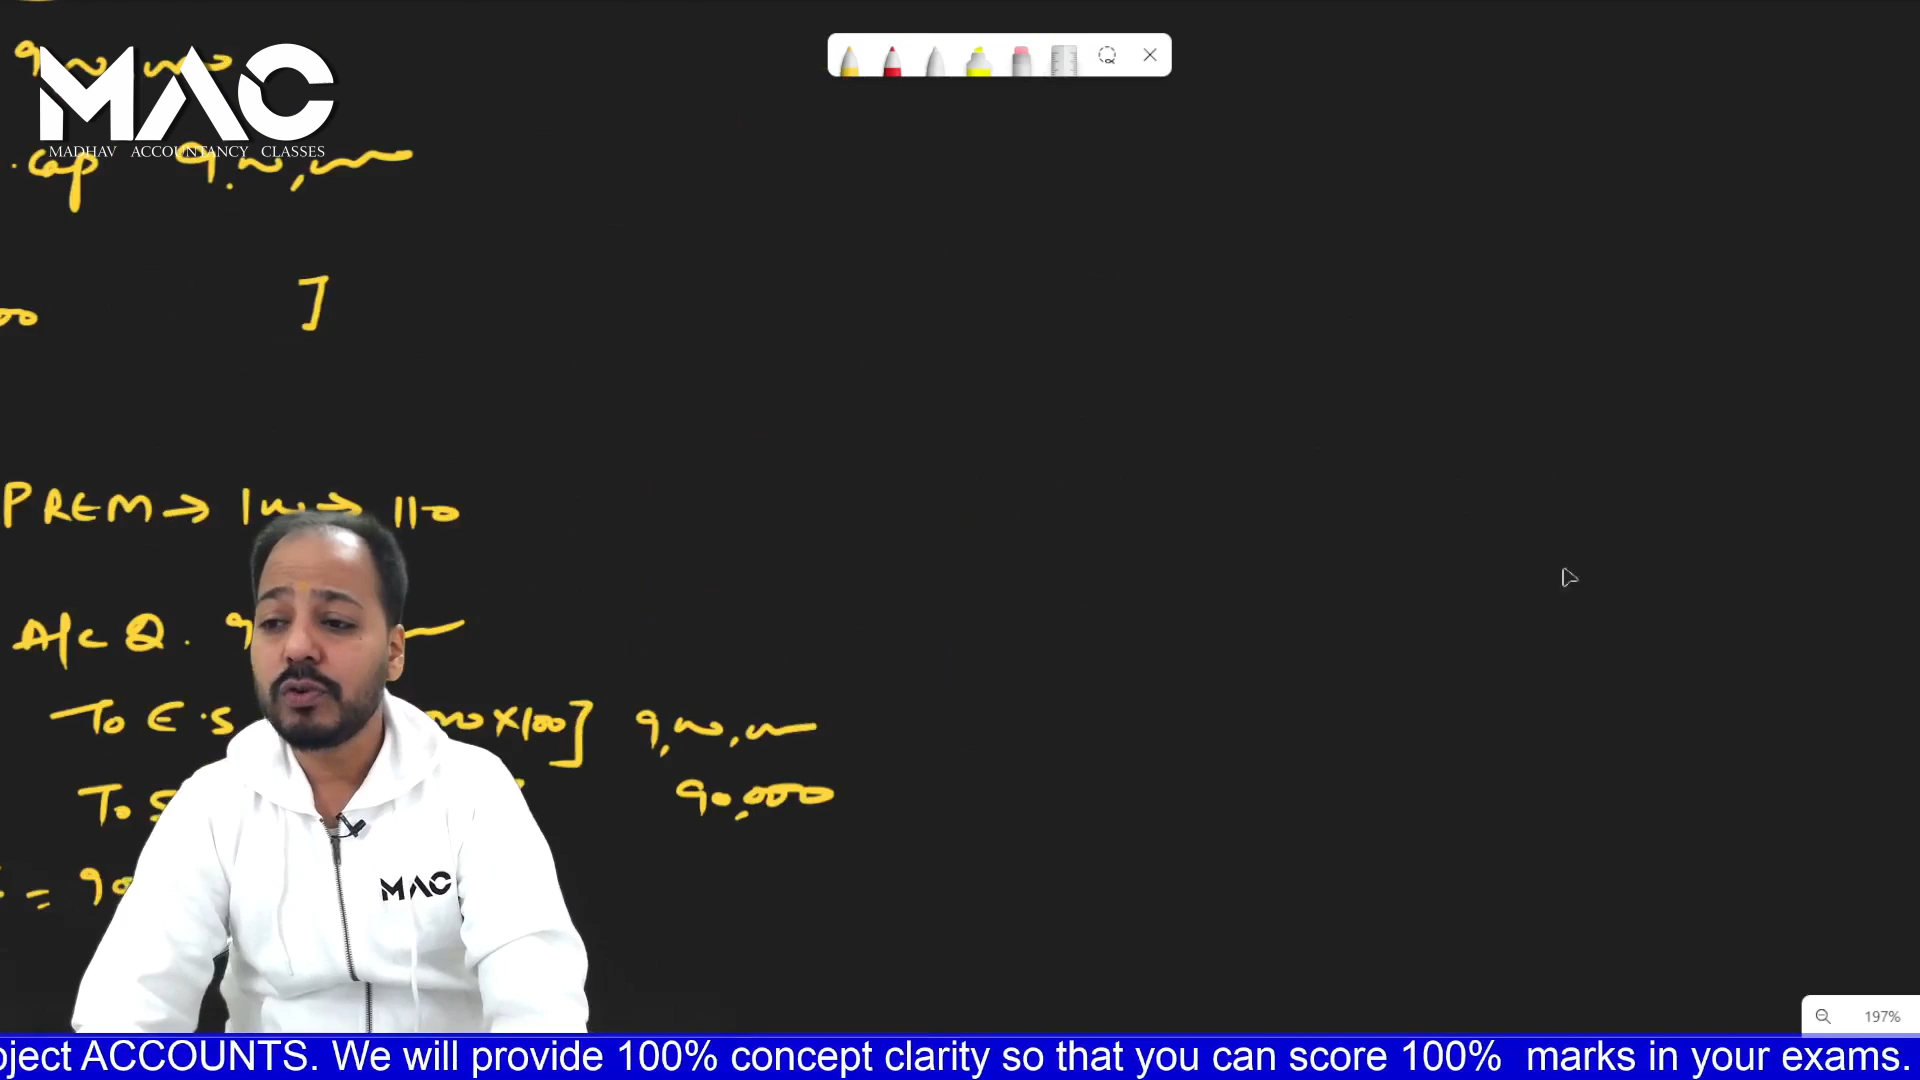 MAC
MADHAV ACCOUNTANCY CLASSES
. Cap 9,00,000
]
PREM → 100 → 110
A/c Q.
To E.S ×100] 9,00,000
To S 90,000
= 90
MAC
197%
bject ACCOUNTS. We will provide 100% concept clarity so that you can score 100% marks in your exams.